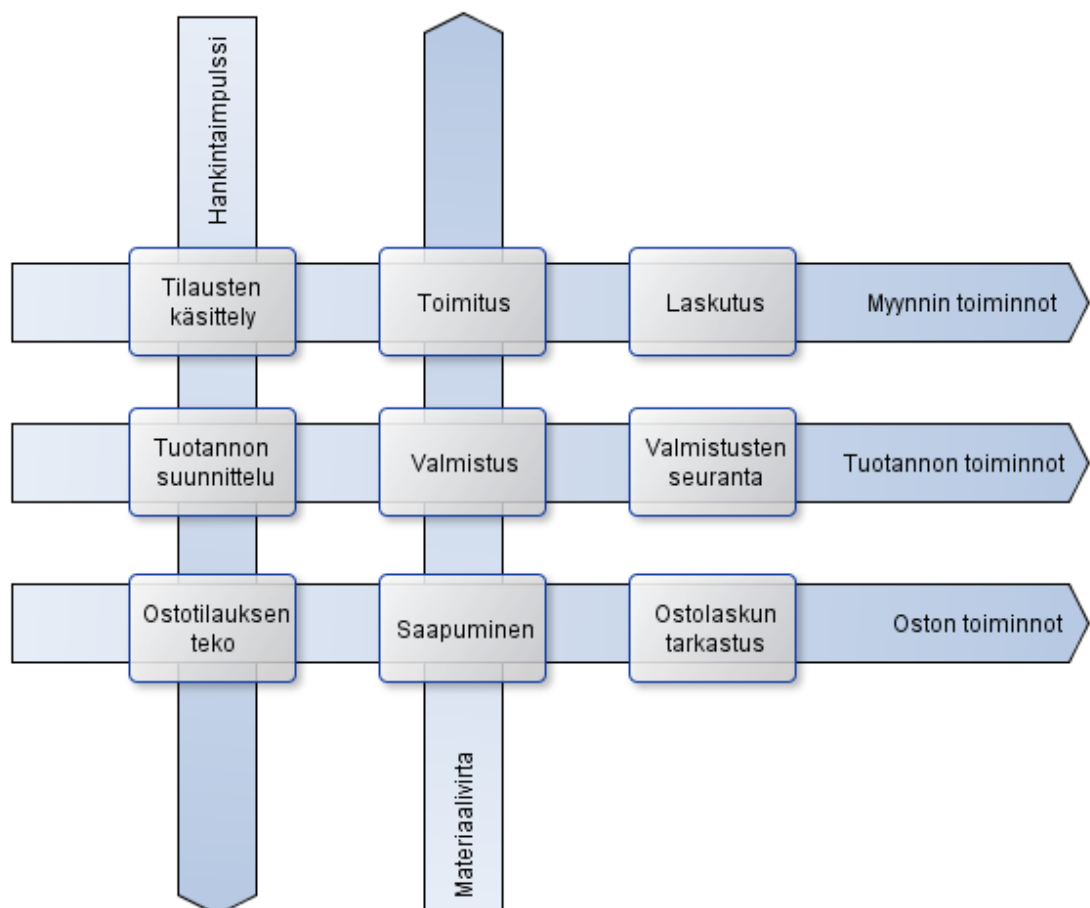 Hankintaimpulssi
Tilausten
käsittely
Toimitus
Laskutus
Myynnin toiminnot
Tuotannon
suunnittelu
Valmistus
Valmistusten
seuranta
Tuotannon toiminnot
Ostotilauksen
teko
Saapuminen
Ostolaskun
tarkastus
Oston toiminnot
Materiaalivirta